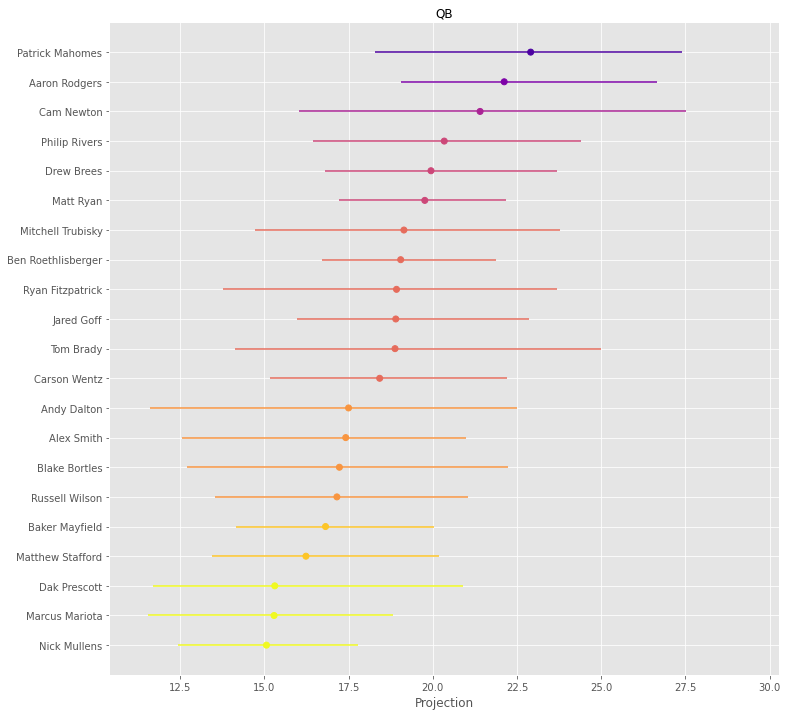 QB
Patrick Mahomes
Aaron Rodgers
Cam Newton
Philip Rivers
Drew Brees
Matt Ryan
Mitchell Trubisky
Ben Roethlisberger
Ryan Fitzpatrick
Jared Goff
Tom Brady
Carson Wentz
Andy Dalton
Alex Smith
Blake Bortles
Russell Wilson
Baker Mayfield
Matthew Stafford
Dak Prescott
Marcus Mariota
Nick Mullens
12.5 15.0 17.5 20.0 22.5 25.0 27.5 30.0
Projection